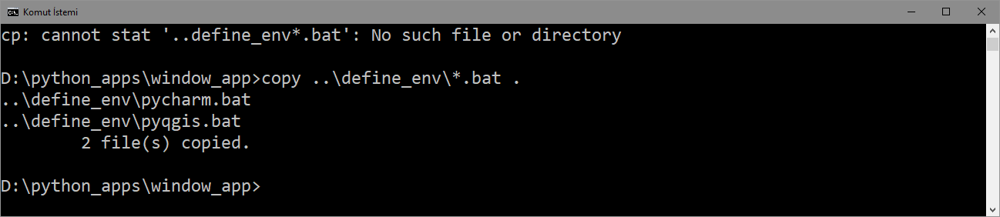 Komut İstemi
cp: cannot stat '..define_env*.bat': No such file or directory
D:\python_apps\window_app>copy ..\define_env\*.bat .
..\define_env\pycharm.bat
..\define_env\pyqgis.bat
        2 file(s) copied.
D:\python_apps\window_app>